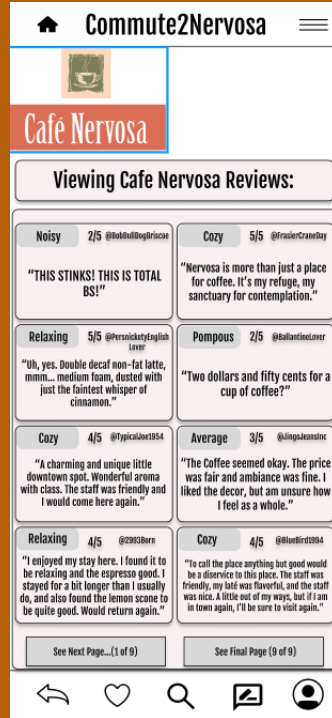 Commute2Nervosa
Café Nervosa
Viewing Cafe Nervosa Reviews:
Noisy 2/5 @BobBullDogBriscoe
“THIS STINKS! THIS IS TOTAL
BS!”
Cozy 5/5 @FrasierCraneDay
“Nervosa is more than just a place
for coffee. It’s my refuge, my
sanctuary for contemplation.”
Relaxing 5/5 @PersnicketyEnglish
Lover
“Uh, yes. Double decaf non-fat latte,
mmm... medium foam, dusted with
just the faintest whisper of
cinnamon.”
Pompous 2/5 @BallantineLover
“Two dollars and fifty cents for a
cup of coffee?”
Cozy 4/5 @TypicalJoe1954
“A charming and unique little
downtown spot. Wonderful aroma
with class. The staff was friendly and
I would come here again.”
Average 3/5 @JingoJeansInc
“The Coffee seemed okay. The price
was fair and ambiance was fine. I
liked the decor, but am unsure how
I feel as a whole.”
Relaxing 4/5 @2993Born
“I enjoyed my stay here. I found it to
be relaxing and the espresso good. I
stayed for a bit longer than I usually
do, and also found the lemon scone to
be quite good. Would return again.”
Cozy 4/5 @BlueBird1994
“To call the place anything but good would
be a diservice to this place. The staff was
friendly, my laté was flavorful, and the staff
was nice. A little out of my ways, but if I am
in town again, I’ll be sure to visit again.”
See Next Page...(1 of 9)
See Final Page (9 of 9)